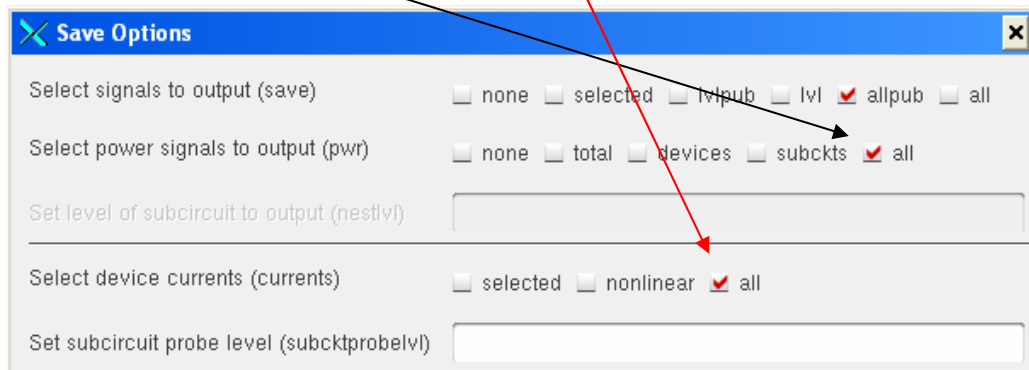 Save Options
Select signals to output (save) none selected lvlpub lvl allpub all
Select power signals to output (pwr) none total devices subckts all
Set level of subcircuit to output (nestlvl)
Select device currents (currents) selected nonlinear all
Set subcircuit probe level (subcktprobelvl)